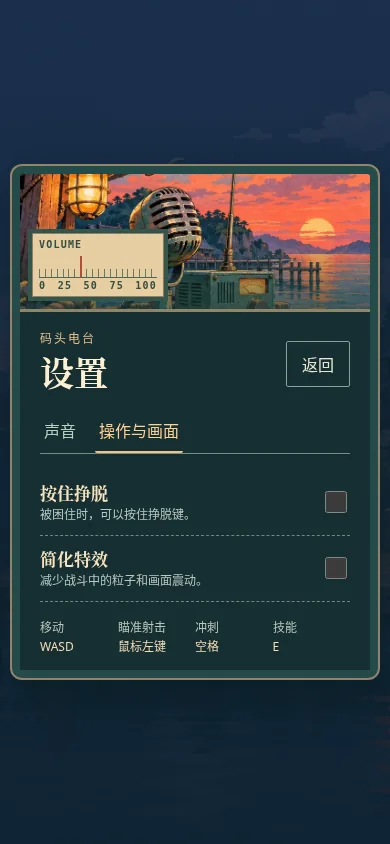 VOLUME
0 25 50 75 100
码头电台
设置
返回
声音 操作与画面
按住挣脱
被困住时，可以按住挣脱键。
简化特效
减少战斗中的粒子和画面震动。
移动 瞄准射击 冲刺 技能
WASD 鼠标左键 空格 E